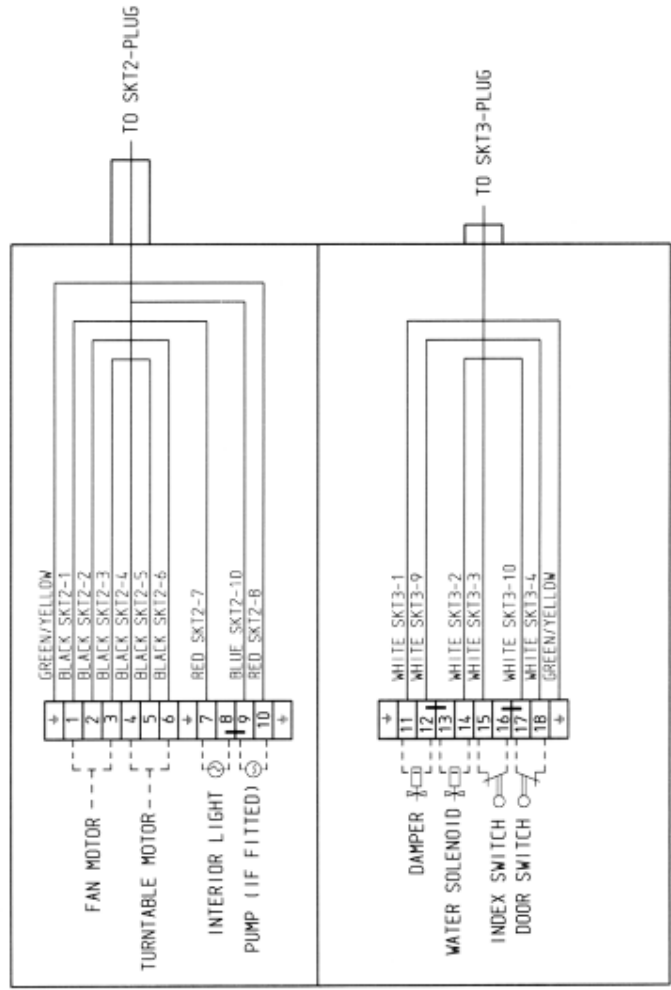 TO SKT2-PLUG
GREEN/YELLOW
BLACK SKT2-1
BLACK SKT2-2
BLACK SKT2-3
BLACK SKT2-4
BLACK SKT2-5
BLACK SKT2-6
RED SKT2-7
BLUE SKT2-10
RED SKT2-8
1
2
3
4
5
6
7
8
9
10
FAN MOTOR
TURNTABLE MOTOR
INTERIOR LIGHT
PUMP (IF FITTED)
TO SKT3-PLUG
WHITE SKT3-1
WHITE SKT3-9
WHITE SKT3-2
WHITE SKT3-3
WHITE SKT3-10
WHITE SKT3-4
GREEN/YELLOW
11
12
13
14
15
16
17
18
DAMPER
WATER SOLENOID
INDEX SWITCH
DOOR SWITCH